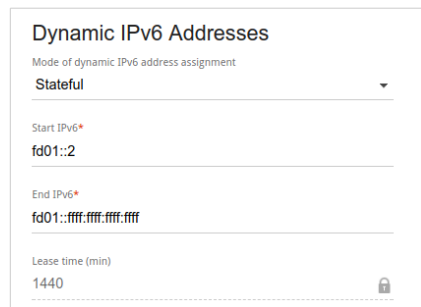 Dynamic IPv6 Addresses
Mode of dynamic IPv6 address assignment
Stateful
Start IPv6*
fd01::2
End IPv6*
fd01::ffff:ffff:ffff:ffff
Lease time (min)
1440